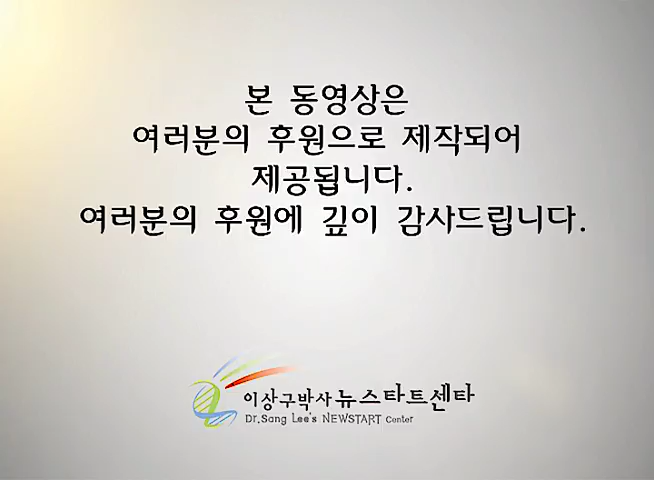 본 동영상은
여러분의 후원으로 제작되어
제공됩니다.
여러분의 후원에 깊이 감사드립니다.
이상구박사 뉴스타트센타
Dr.Sang Lee's NEWSTART Center